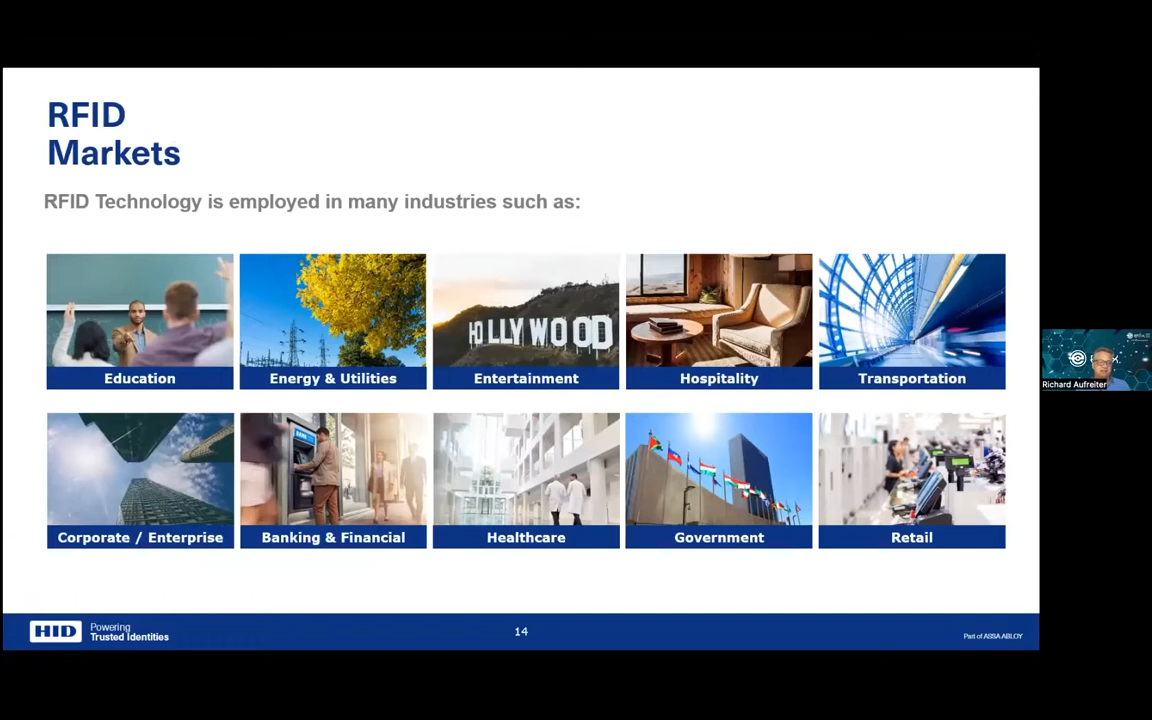 RFID
Markets
RFID Technology is employed in many industries such as:
HOLLYWOOD
Education
Energy & Utilities
Entertainment
Hospitality
Transportation
Corporate / Enterprise
Banking & Financial
Healthcare
Government
Retail
Richard Aufreiter
HID
Powering
Trusted Identities
14
Part of ASSA ABLOY